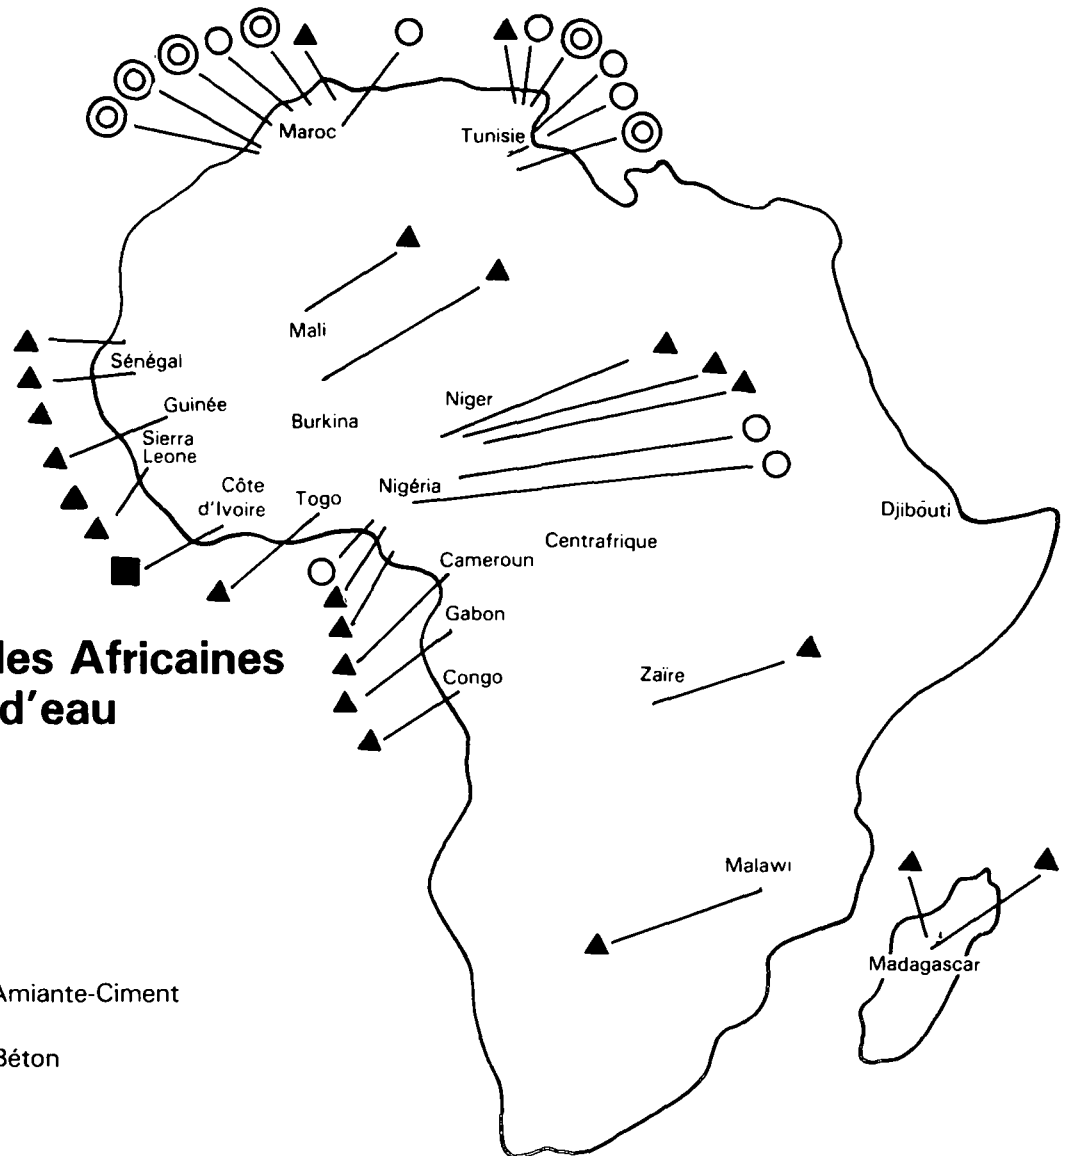 Maroc
Tunisie
Mali
Sénégal
Guinée
Burkina
Niger
Sierra
Leone
Côte
d'Ivoire
Togo
Nigéria
Djibouti
Centrafrique
Cameroun
Gabon
les Africaines
d'eau
Congo
Zaïre
Malawi
Madagascar
Amiante-Ciment
Béton